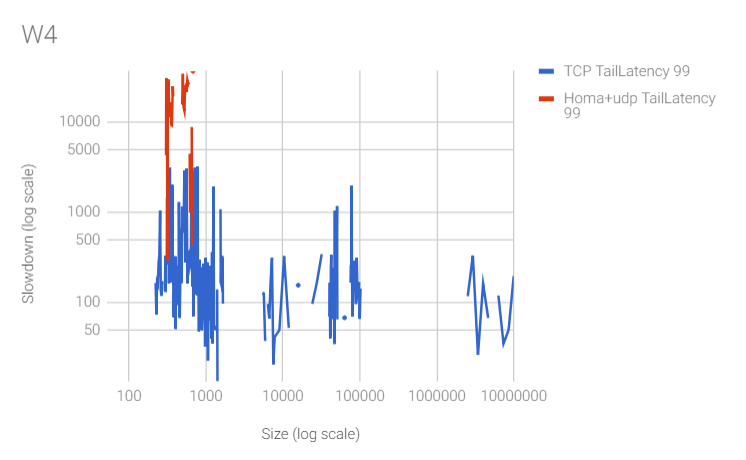 W4
TCP TailLatency 99
Homa+udp TailLatency
99
10000
5000
1000
500
100
50
Slowdown (log scale)
100 1000 10000 100000 1000000 10000000
Size (log scale)